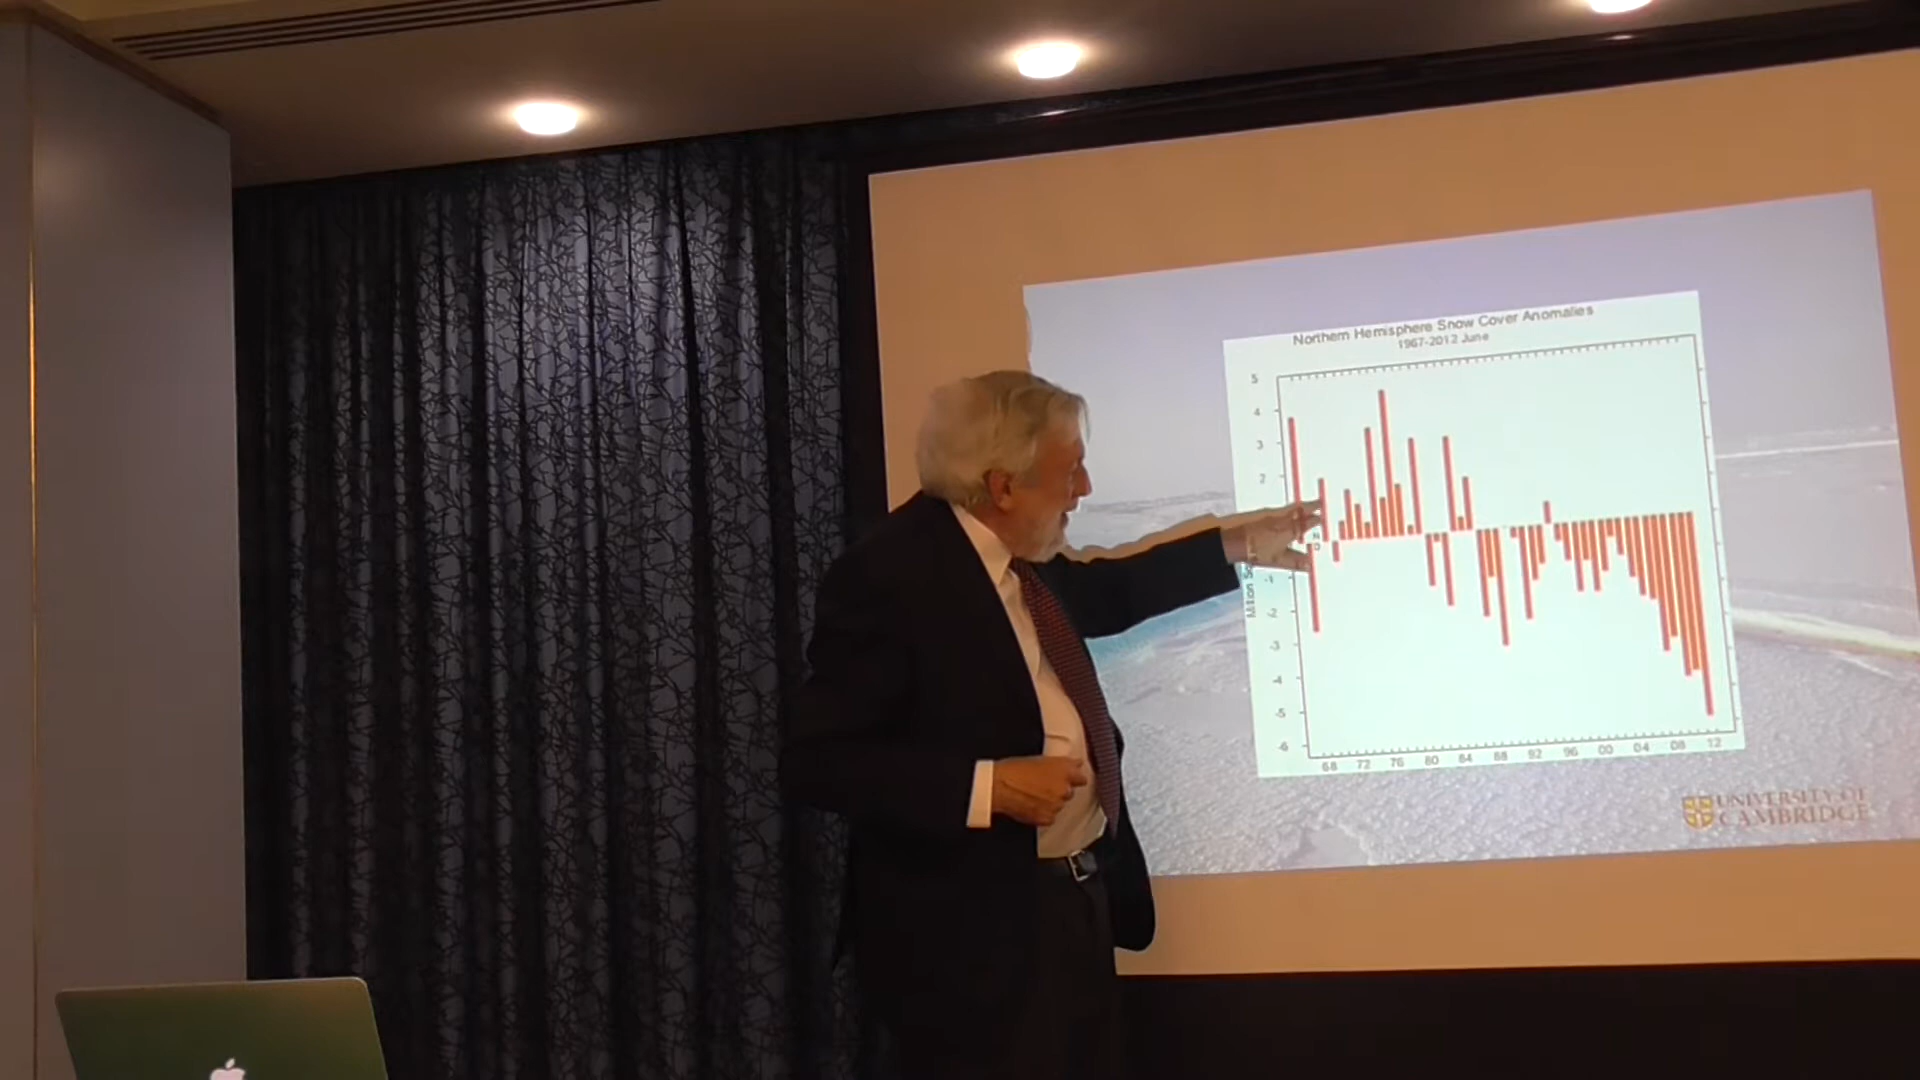 Northern Hemisphere Snow Cover Anomalies
1967-2012 June
5
4
3
2
-1
-2
-3
-4
-5
-6
68 72 76 80 84 88 92 96 00 04 08 12
UNIVERSITY OF
CAMBRIDGE